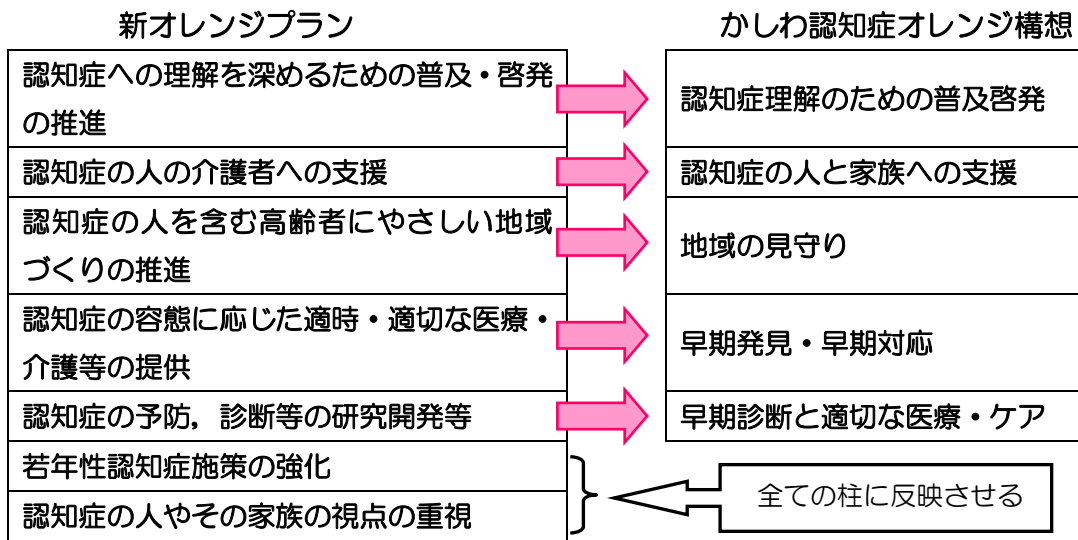 新オレンジプラン
認知症への理解を深めるための普及・啓発
の推進
認知症の人の介護者への支援
認知症の人を含む高齢者にやさしい地域
づくりの推進
認知症の容態に応じた適時・適切な医療・
介護等の提供
認知症の予防，診断等の研究開発等
若年性認知症施策の強化
認知症の人やその家族の視点の重視
かしわ認知症オレンジ構想
認知症理解のための普及啓発
認知症の人と家族への支援
地域の見守り
早期発見・早期対応
早期診断と適切な医療・ケア
全ての柱に反映させる